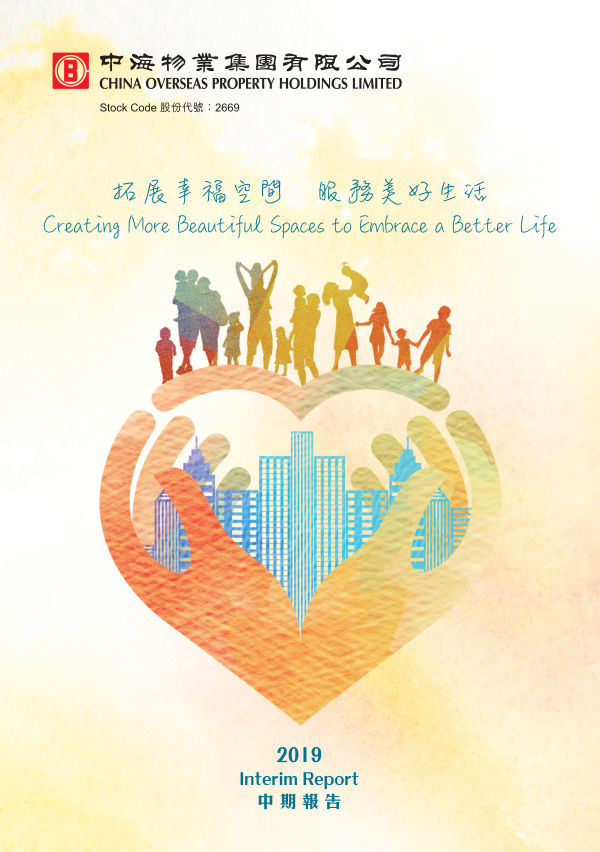 中海物業集團有限公司
CHINA OVERSEAS PROPERTY HOLDINGS LIMITED
Stock Code 股份代號：2669
拓展幸福空間 服務美好生活
Creating More Beautiful Spaces to Embrace a Better Life
2019
Interim Report
中期報告